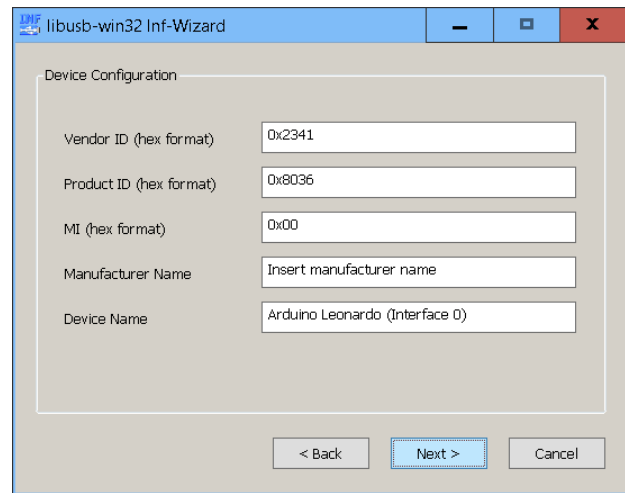 libusb-win32 Inf-Wizard
Device Configuration
Vendor ID (hex format) 0x2341
Product ID (hex format) 0x8036
MI (hex format) 0x00
Manufacturer Name Insert manufacturer name
Device Name Arduino Leonardo (Interface 0)
< Back Next > Cancel